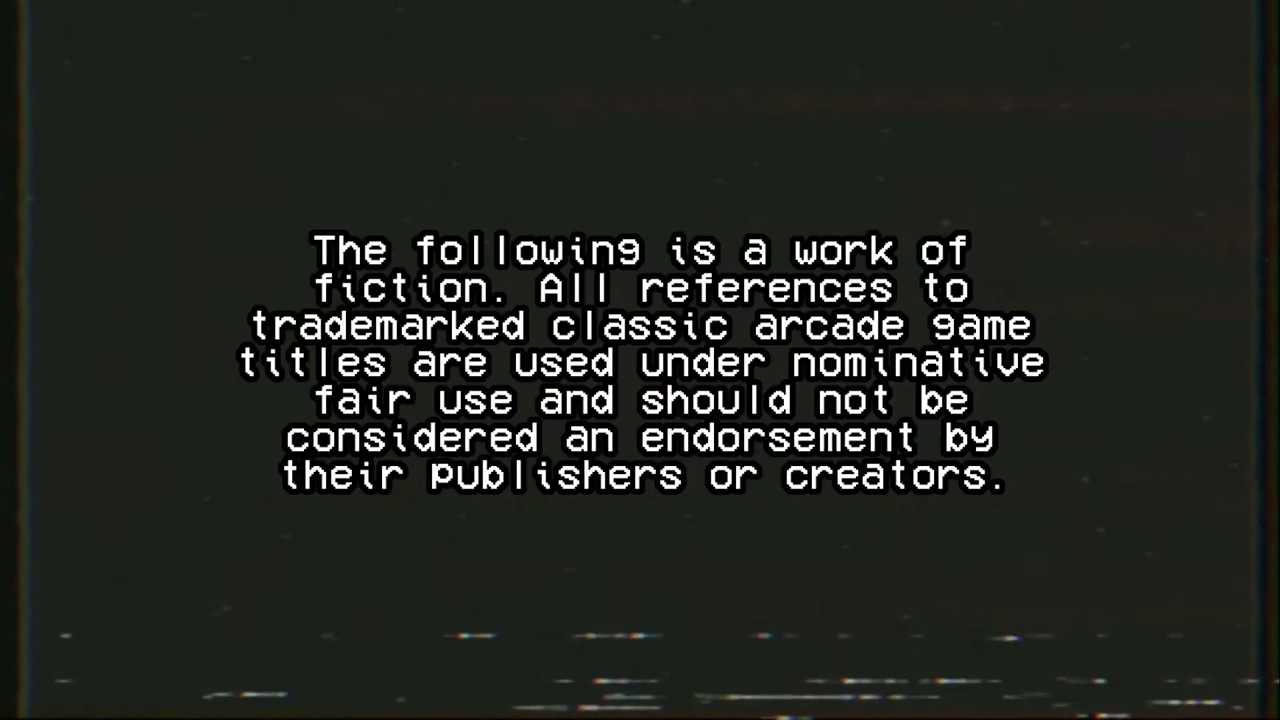 The following is a work of
fiction. All references to
trademarked classic arcade game
titles are used under nominative
fair use and should not be
considered an endorsement by
their publishers or creators.